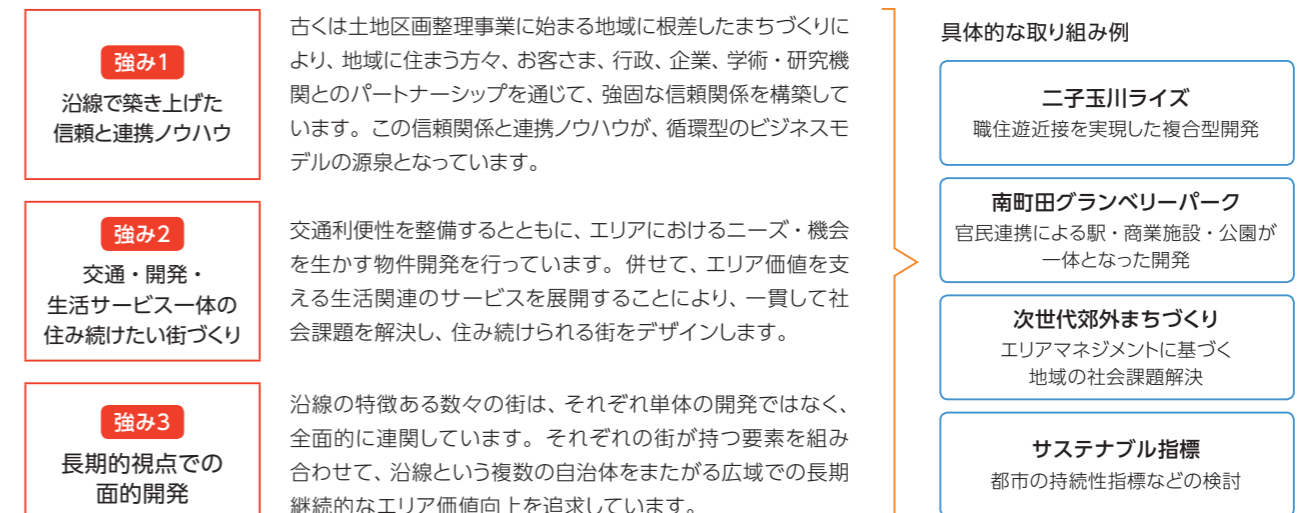 強み1
沿線で築き上げた
信頼と連携ノウハウ
古くは土地区画整理事業に始まる地域に根差したまちづくりに
より、地域に住まう方々、お客さま、行政、企業、学術・研究機
関とのパートナーシップを通じて、強固な信頼関係を構築して
います。この信頼関係と連携ノウハウが、循環型のビジネスモ
デルの源泉となっています。
強み2
交通・開発・
生活サービス一体の
住み続けたい街づくり
交通利便性を整備するとともに、エリアにおけるニーズ・機会
を生かす物件開発を行っています。併せて、エリア価値を支
える生活関連のサービスを展開することにより、一貫して社
会課題を解決し、住み続けられる街をデザインします。
強み3
長期的視点での
面的開発
沿線の特徴ある数々の街は、それぞれ単体の開発ではなく、
全面的に連関しています。それぞれの街が持つ要素を組み
合わせて、沿線という複数の自治体をまたがる広域での長期
継続的なエリア価値向上を追求しています。
具体的な取り組み例
二子玉川ライズ
職住遊近接を実現した複合型開発
南町田グランベリーパーク
官民連携による駅・商業施設・公園が
一体となった開発
次世代郊外まちづくり
エリアマネジメントに基づく
地域の社会課題解決
サステナブル指標
都市の持続性指標などの検討